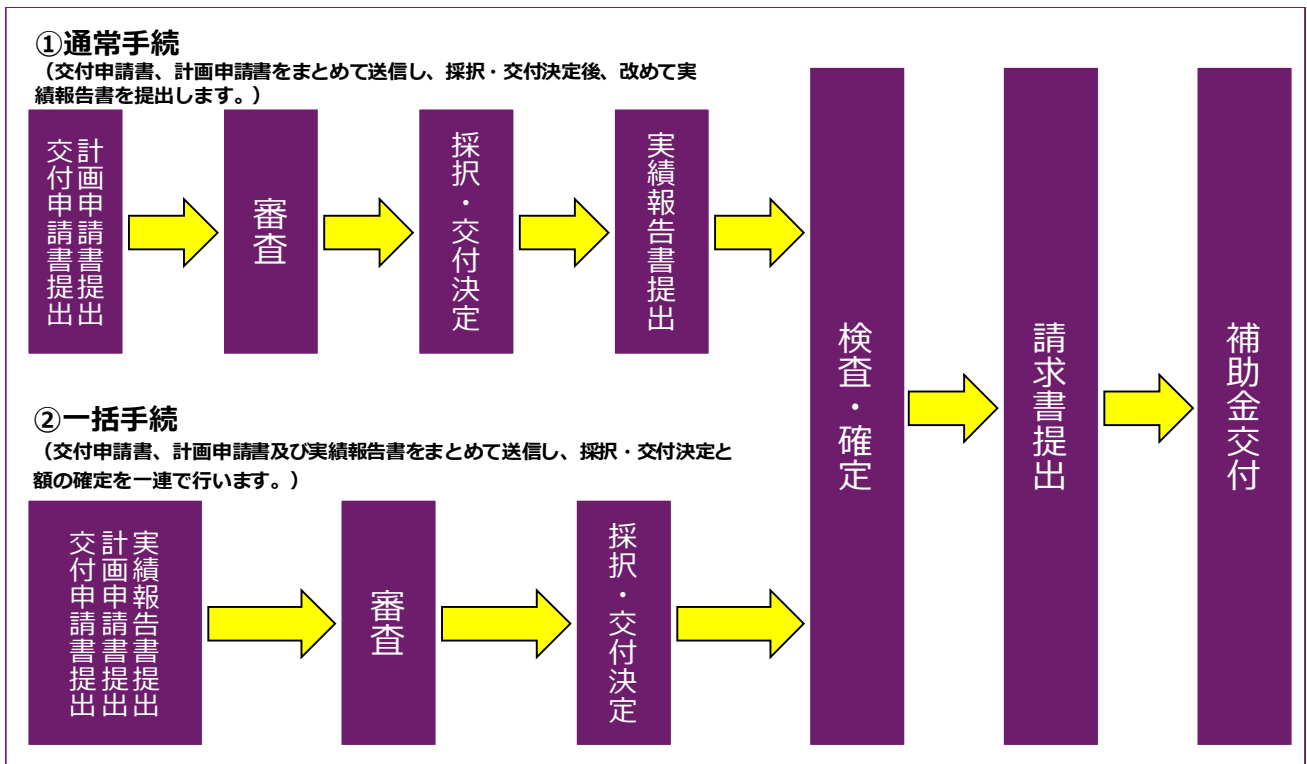 ①通常手続
（交付申請書、計画申請書をまとめて送信し、採択・交付決定後、改めて実
績報告書を提出します。）
計画申請書提出
交付申請書提出
審査
採択・交付決定
実績報告書提出
検査・確定
請求書提出
補助金交付
②一括手続
（交付申請書、計画申請書及び実績報告書をまとめて送信し、採択・交付決定と
額の確定を一連で行います。）
実績報告書提出
計画申請書提出
交付申請書提出
審査
採択・交付決定